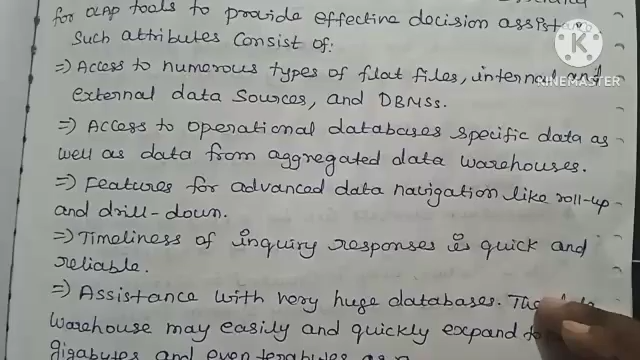 for OLAP tools to provide effective decision
Such attributes consist of:
=> Access to numerous types of flat files, internal and
external data sources, and DBMSs.
=> Access to operational databases specific data as
well as data from aggregated data warehouses.
=> Features for advanced data navigation like roll-up
and drill-down.
=> Timeliness of inquiry responses is quick and
reliable.
=> Assistance with very huge databases. The
warehouse may easily and quickly expand to
gigabytes and even terabytes as
K
KINEMASTER